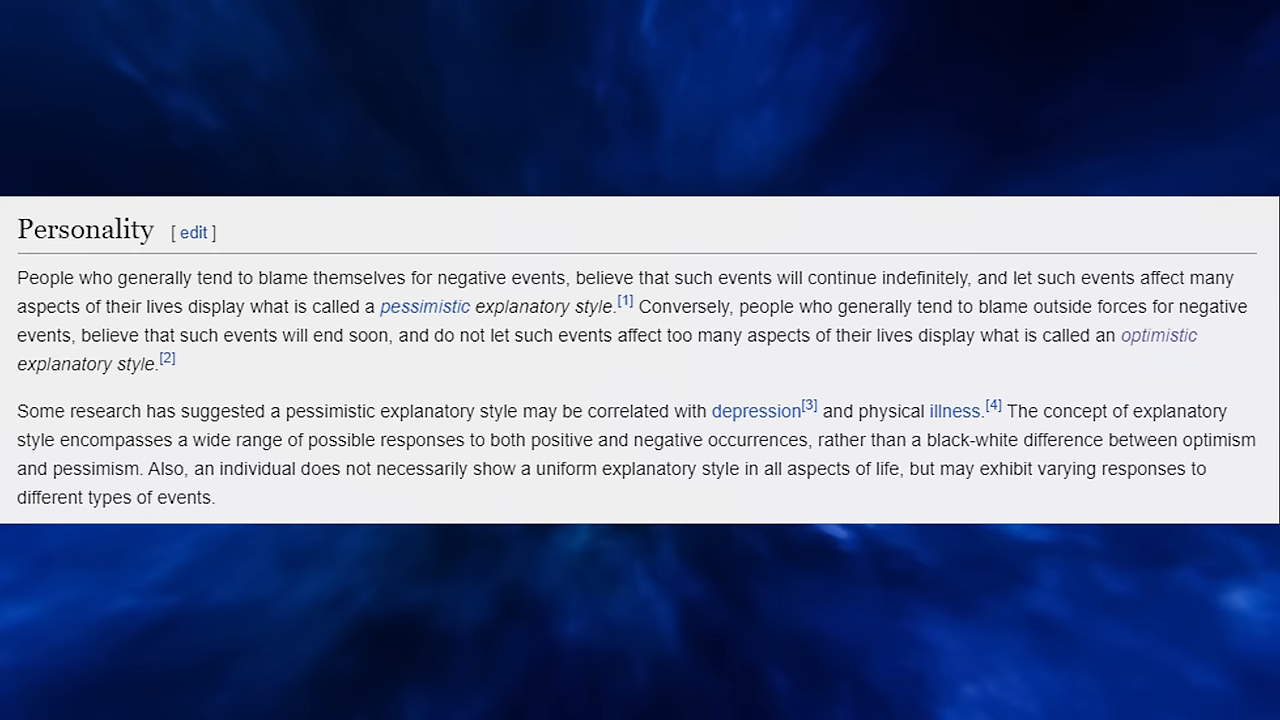 Personality [ edit ]
People who generally tend to blame themselves for negative events, believe that such events will continue indefinitely, and let such events affect many
aspects of their lives display what is called a pessimistic explanatory style.[1] Conversely, people who generally tend to blame outside forces for negative
events, believe that such events will end soon, and do not let such events affect too many aspects of their lives display what is called an optimistic
explanatory style.[2]
Some research has suggested a pessimistic explanatory style may be correlated with depression[3] and physical illness.[4] The concept of explanatory
style encompasses a wide range of possible responses to both positive and negative occurrences, rather than a black-white difference between optimism
and pessimism. Also, an individual does not necessarily show a uniform explanatory style in all aspects of life, but may exhibit varying responses to
different types of events.